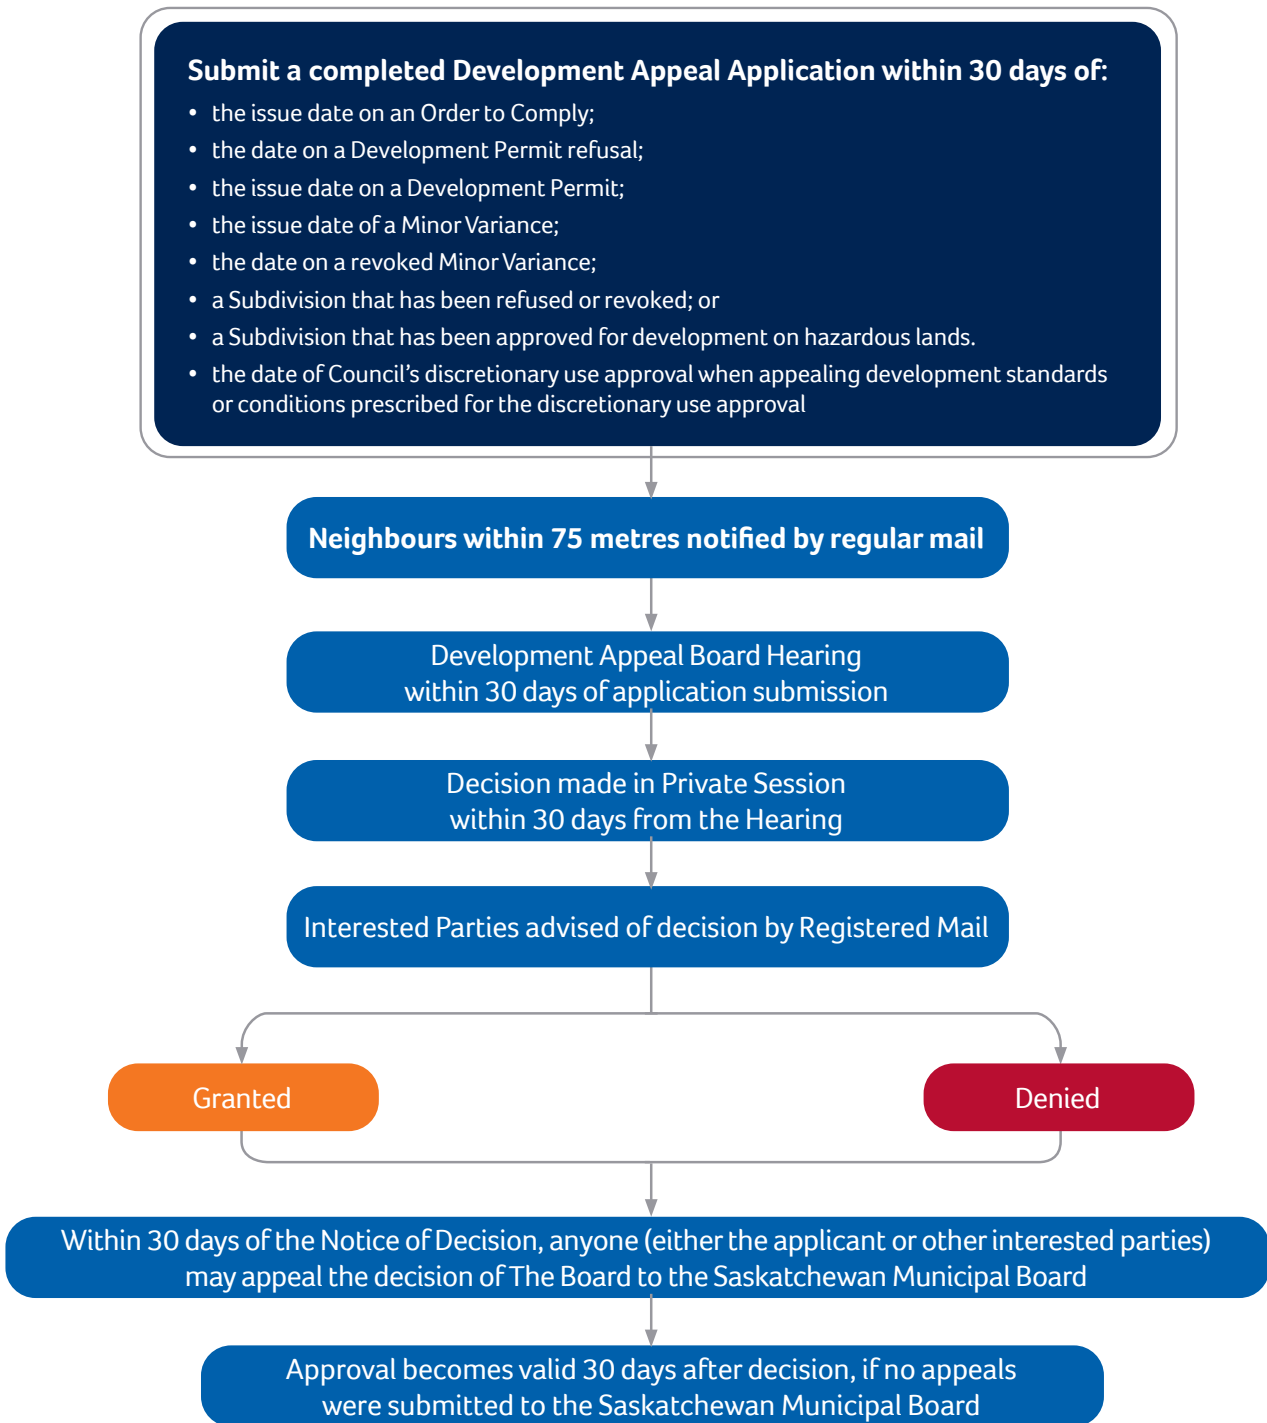 Submit a completed Development Appeal Application within 30 days of:
• the issue date on an Order to Comply;
• the date on a Development Permit refusal;
• the issue date on a Development Permit;
• the issue date of a Minor Variance;
• the date on a revoked Minor Variance;
• a Subdivision that has been refused or revoked; or
• a Subdivision that has been approved for development on hazardous lands.
• the date of Council’s discretionary use approval when appealing development standards
or conditions prescribed for the discretionary use approval
Neighbours within 75 metres notified by regular mail
Development Appeal Board Hearing
within 30 days of application submission
Decision made in Private Session
within 30 days from the Hearing
Interested Parties advised of decision by Registered Mail
Granted
Denied
Within 30 days of the Notice of Decision, anyone (either the applicant or other interested parties)
may appeal the decision of The Board to the Saskatchewan Municipal Board
Approval becomes valid 30 days after decision, if no appeals
were submitted to the Saskatchewan Municipal Board